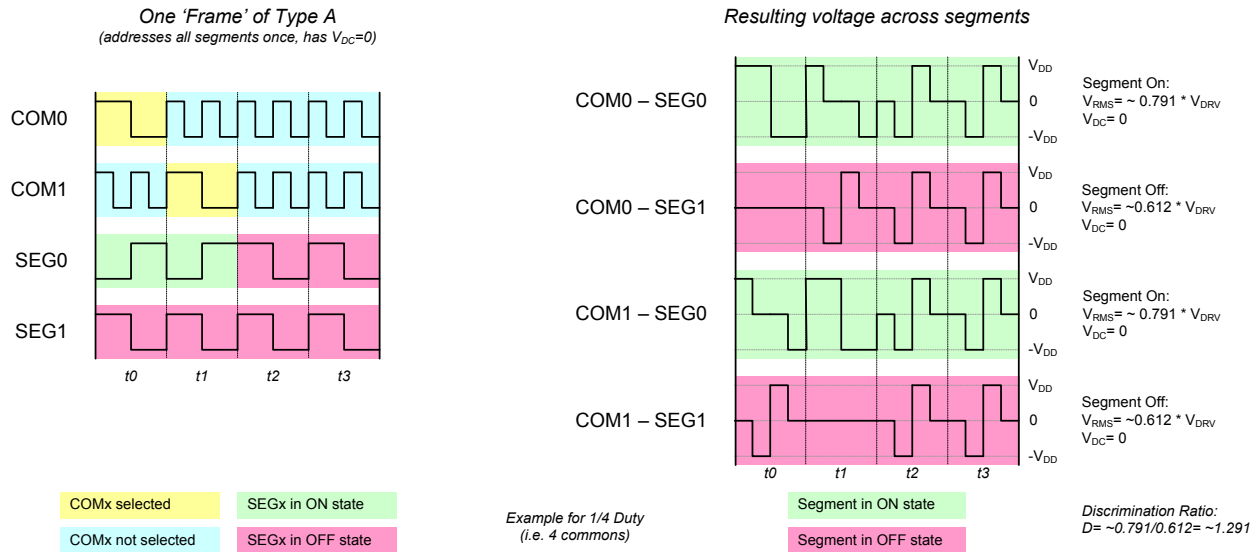 One 'Frame' of Type A
(addresses all segments once, has VDC=0)
COM0
COM1
SEG0
SEG1
t0 t1 t2 t3
COMx selected
COMx not selected
SEGx in ON state
SEGx in OFF state
Example for 1/4 Duty
(i.e. 4 commons)
Resulting voltage across segments
COM0 – SEG0
VDD
0
-VDD
Segment On:
VRMS= ~ 0.791 * VDRV
VDC= 0
COM0 – SEG1
VDD
0
-VDD
Segment Off:
VRMS= ~0.612 * VDRV
VDC= 0
COM1 – SEG0
VDD
0
-VDD
Segment On:
VRMS= ~ 0.791 * VDRV
VDC= 0
COM1 – SEG1
VDD
0
-VDD
Segment Off:
VRMS= ~0.612 * VDRV
VDC= 0
t0 t1 t2 t3
Segment in ON state
Segment in OFF state
Discrimination Ratio:
D= ~0.791/0.612= ~1.291